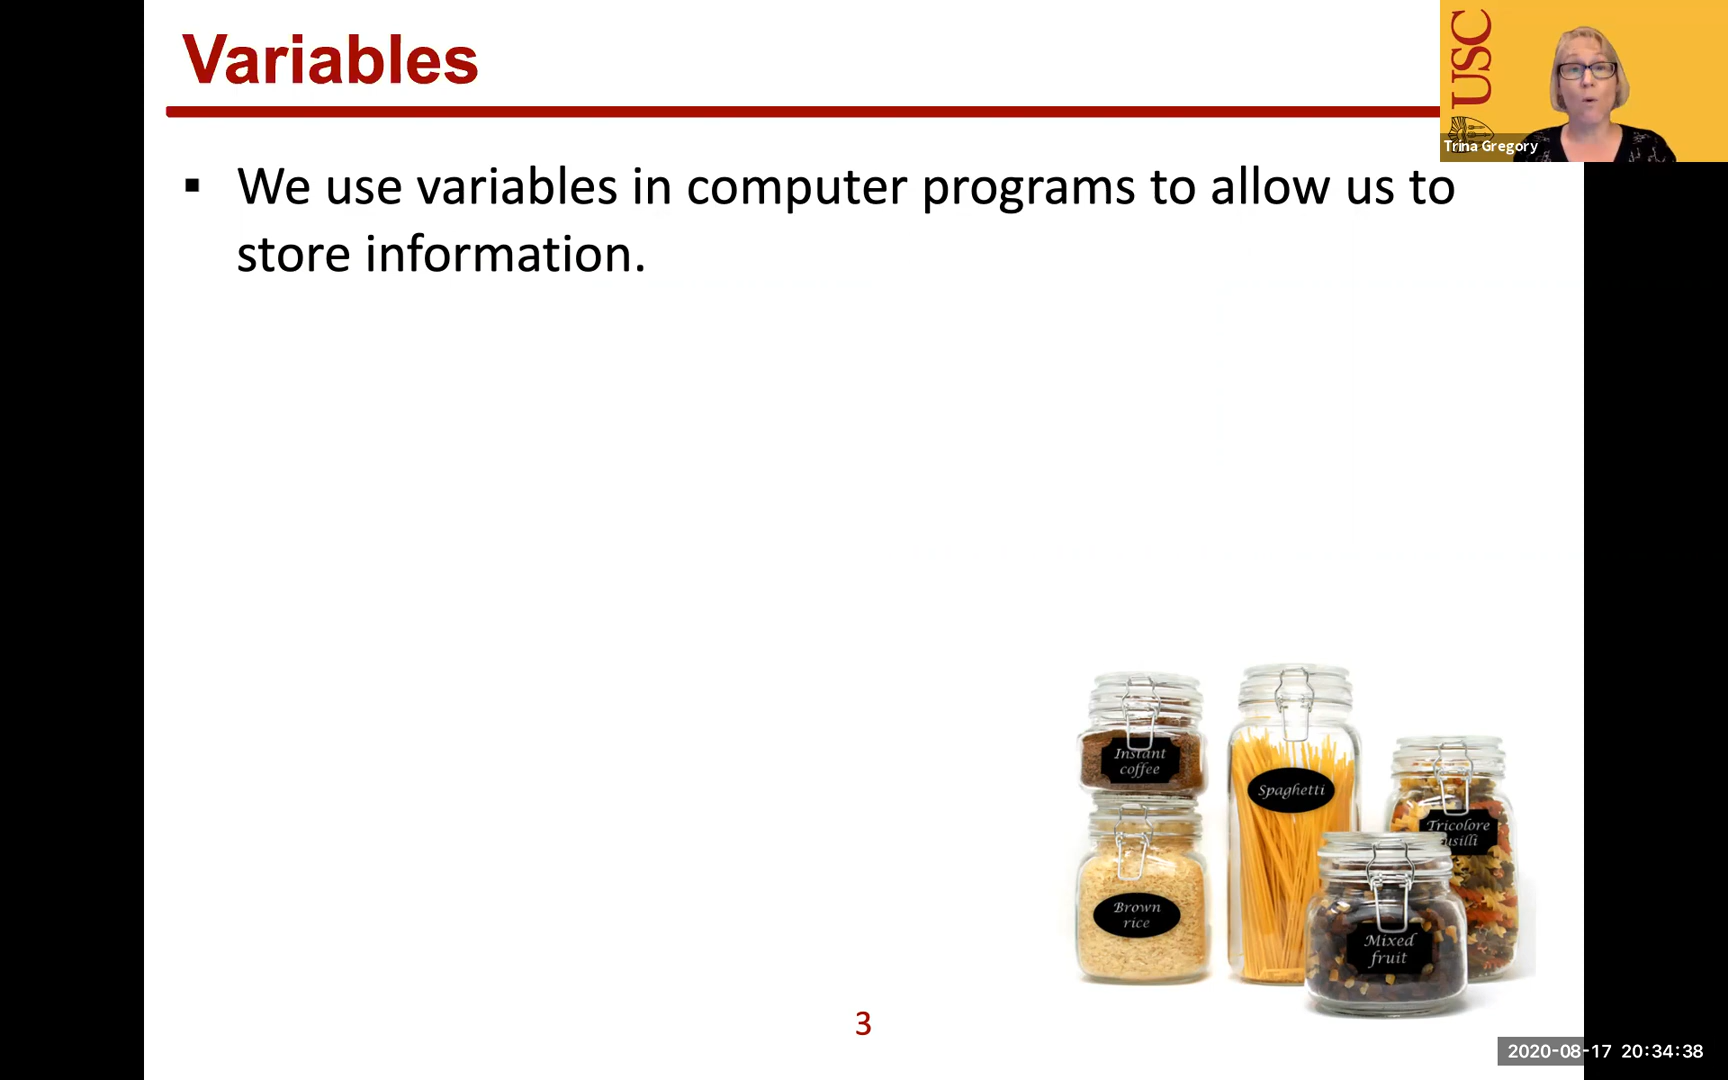 Variables
USC
Trina Gregory
▪ We use variables in computer programs to allow us to
store information.
Instant
coffee
Spaghetti
Tricolore
Brown
rice
Mixed
fruit
3
2020-08-17 20:34:38